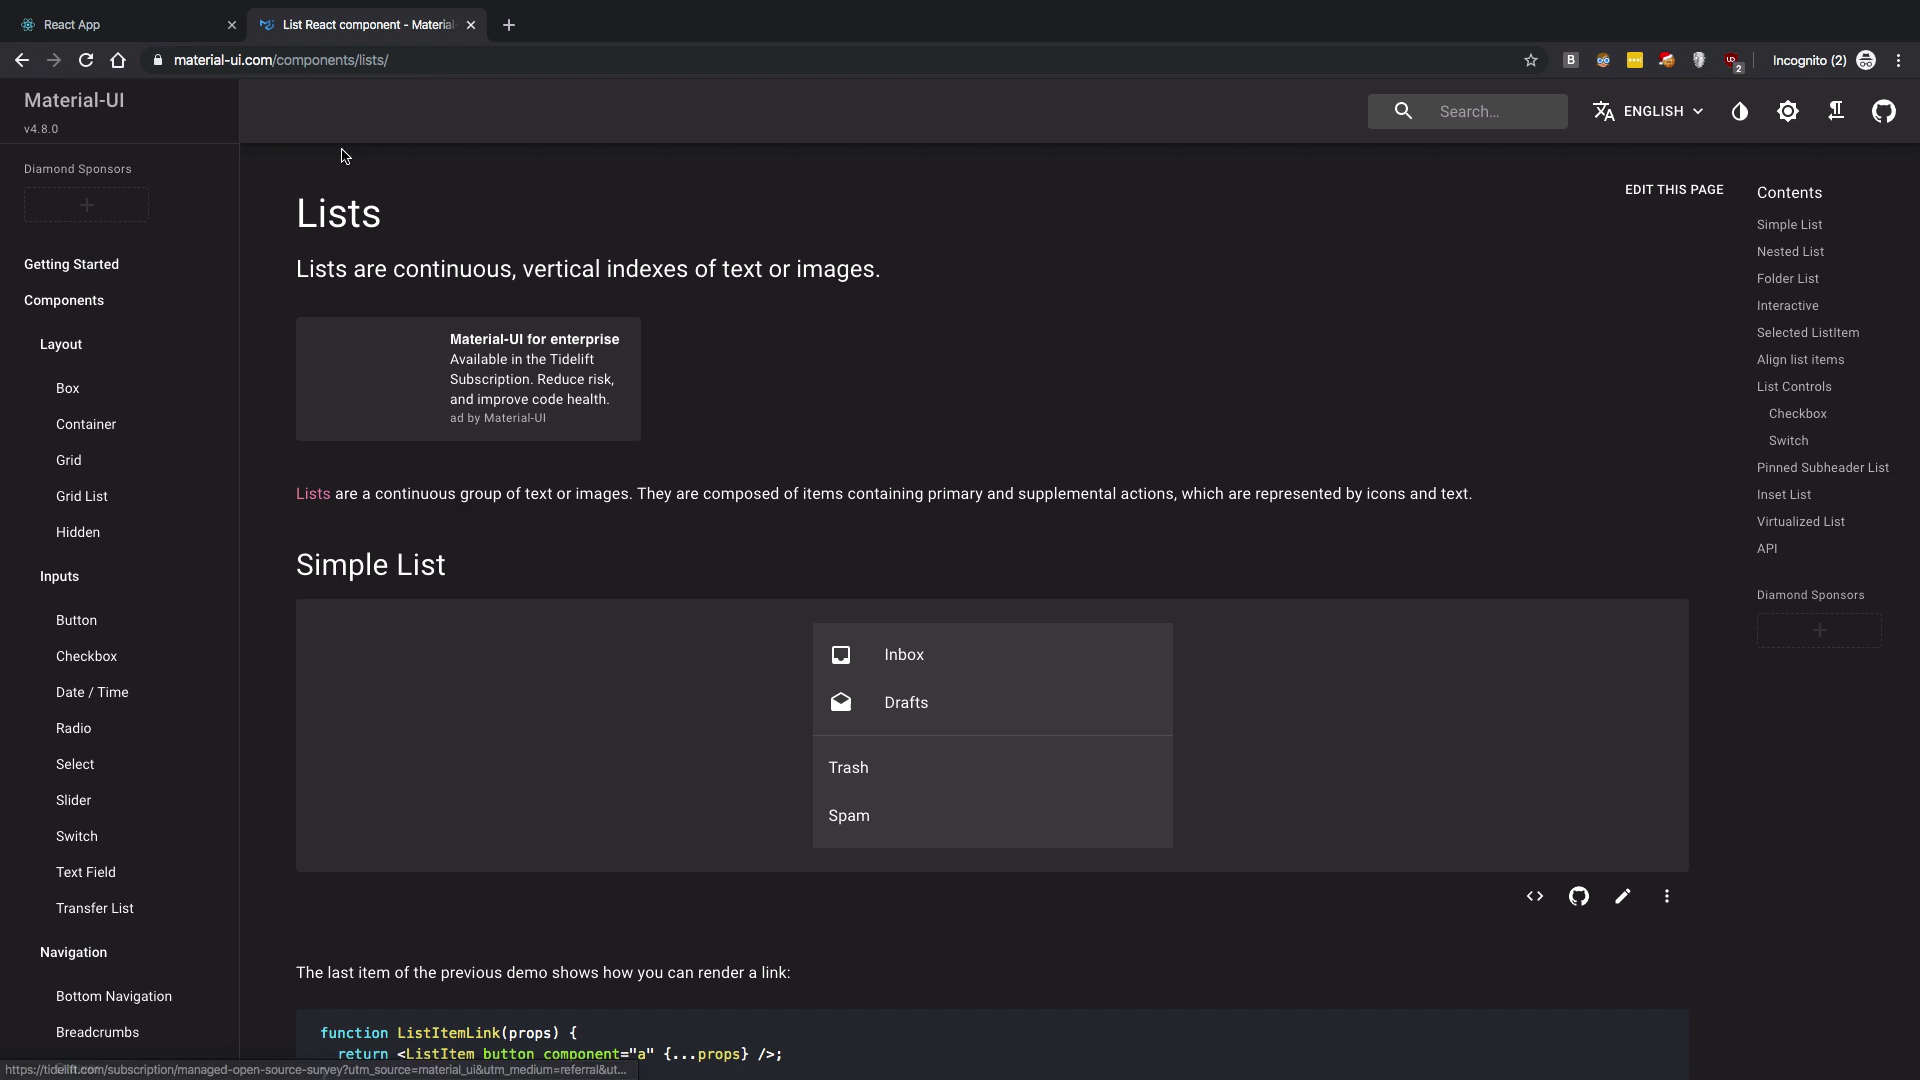 React App
List React component - Material
material-ui.com/components/lists/
B
UD
2
Incognito (2)
Material-UI
v4.8.0
Search...
ENGLISH
Diamond Sponsors
+
Getting Started
Components
Layout
Box
Container
Grid
Grid List
Hidden
Inputs
Button
Checkbox
Date / Time
Radio
Select
Slider
Switch
Text Field
Transfer List
Navigation
Bottom Navigation
Breadcrumbs
EDIT THIS PAGE
Lists
Lists are continuous, vertical indexes of text or images.
Material-UI for enterprise
Available in the Tidelift
Subscription. Reduce risk,
and improve code health.
ad by Material-UI
Lists are a continuous group of text or images. They are composed of items containing primary and supplemental actions, which are represented by icons and text.
Simple List
Inbox
Drafts
Trash
Spam
The last item of the previous demo shows how you can render a link:
function ListItemLink(props) {
return <ListItem button component="a" {...props} />;
Contents
Simple List
Nested List
Folder List
Interactive
Selected ListItem
Align list items
List Controls
Checkbox
Switch
Pinned Subheader List
Inset List
Virtualized List
API
Diamond Sponsors
+
https://tidelift.com/subscription/managed-open-source-survey?utm_source=material_ui&utm_medium=referral&ut...